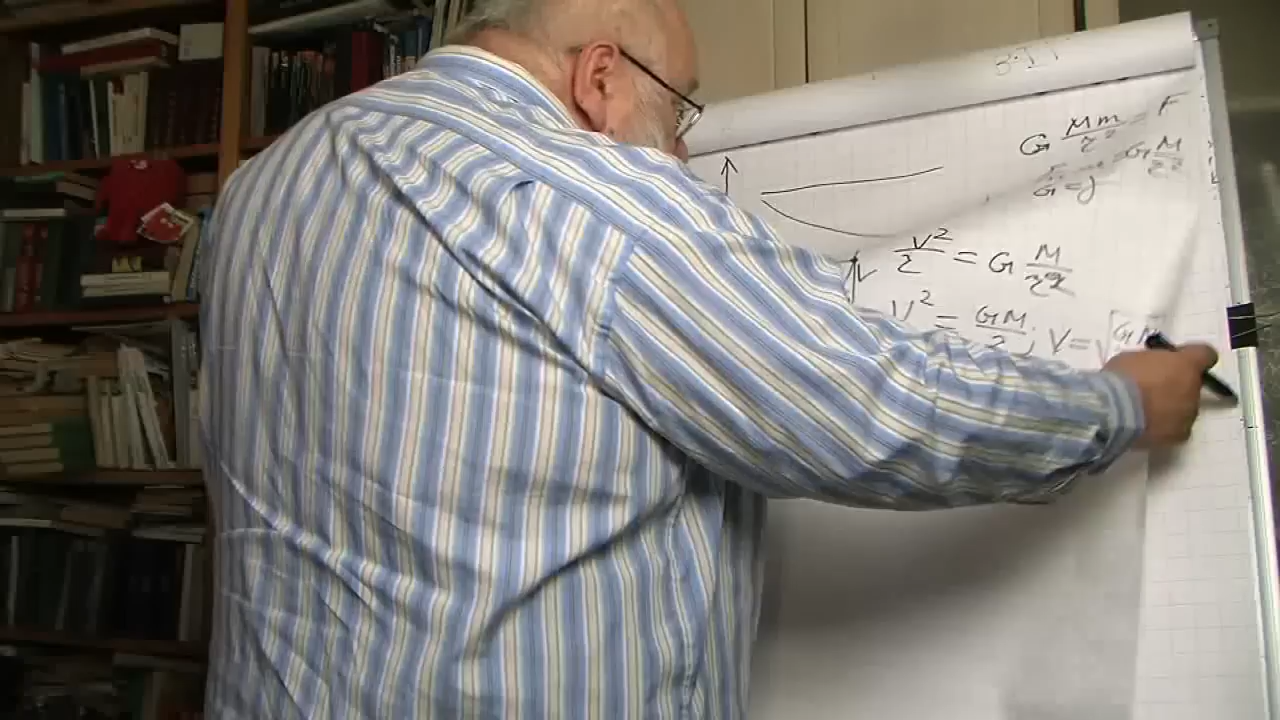 G Mm/r² = F
= G M/r²
V²/r = G M/r²
V
V² = GM/r ; V = √GM